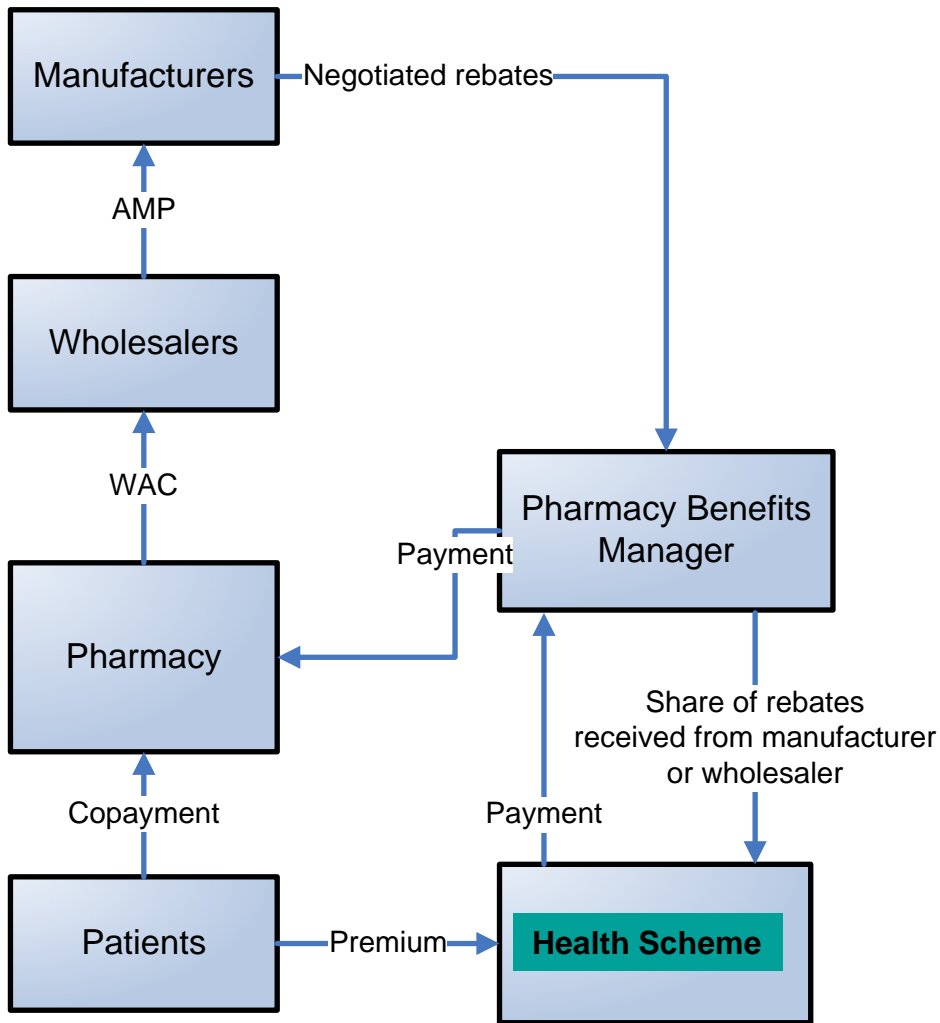 Manufacturers
Negotiated rebates
AMP
Wholesalers
WAC
Pharmacy Benefits
Manager
Payment
Pharmacy
Share of rebates
received from manufacturer
or wholesaler
Copayment
Payment
Patients
Premium
Health Scheme